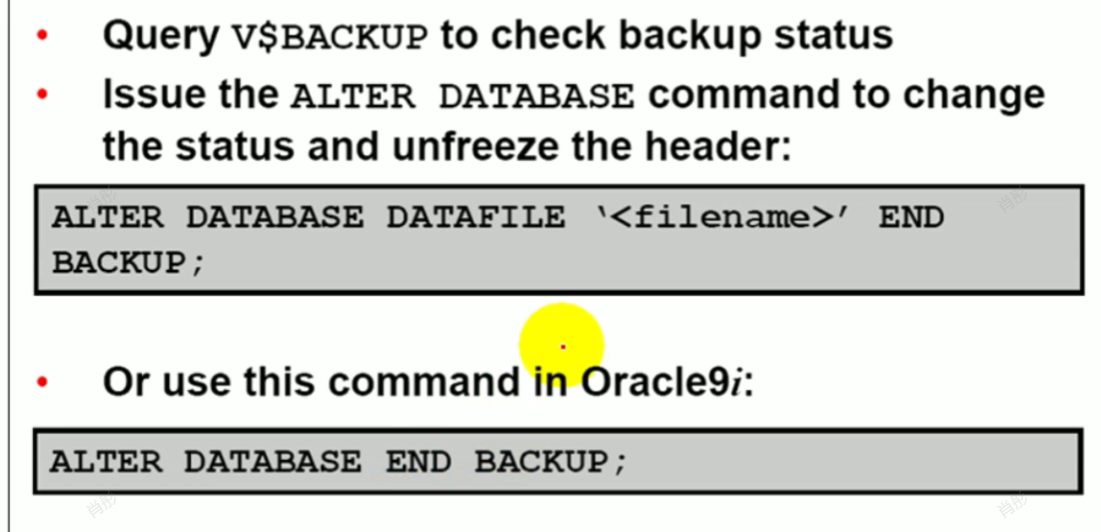 • Query V$BACKUP to check backup status
• Issue the ALTER DATABASE command to change
the status and unfreeze the header:
ALTER DATABASE DATAFILE ‘<filename>’ END
BACKUP;
• Or use this command in Oracle9i:
ALTER DATABASE END BACKUP;